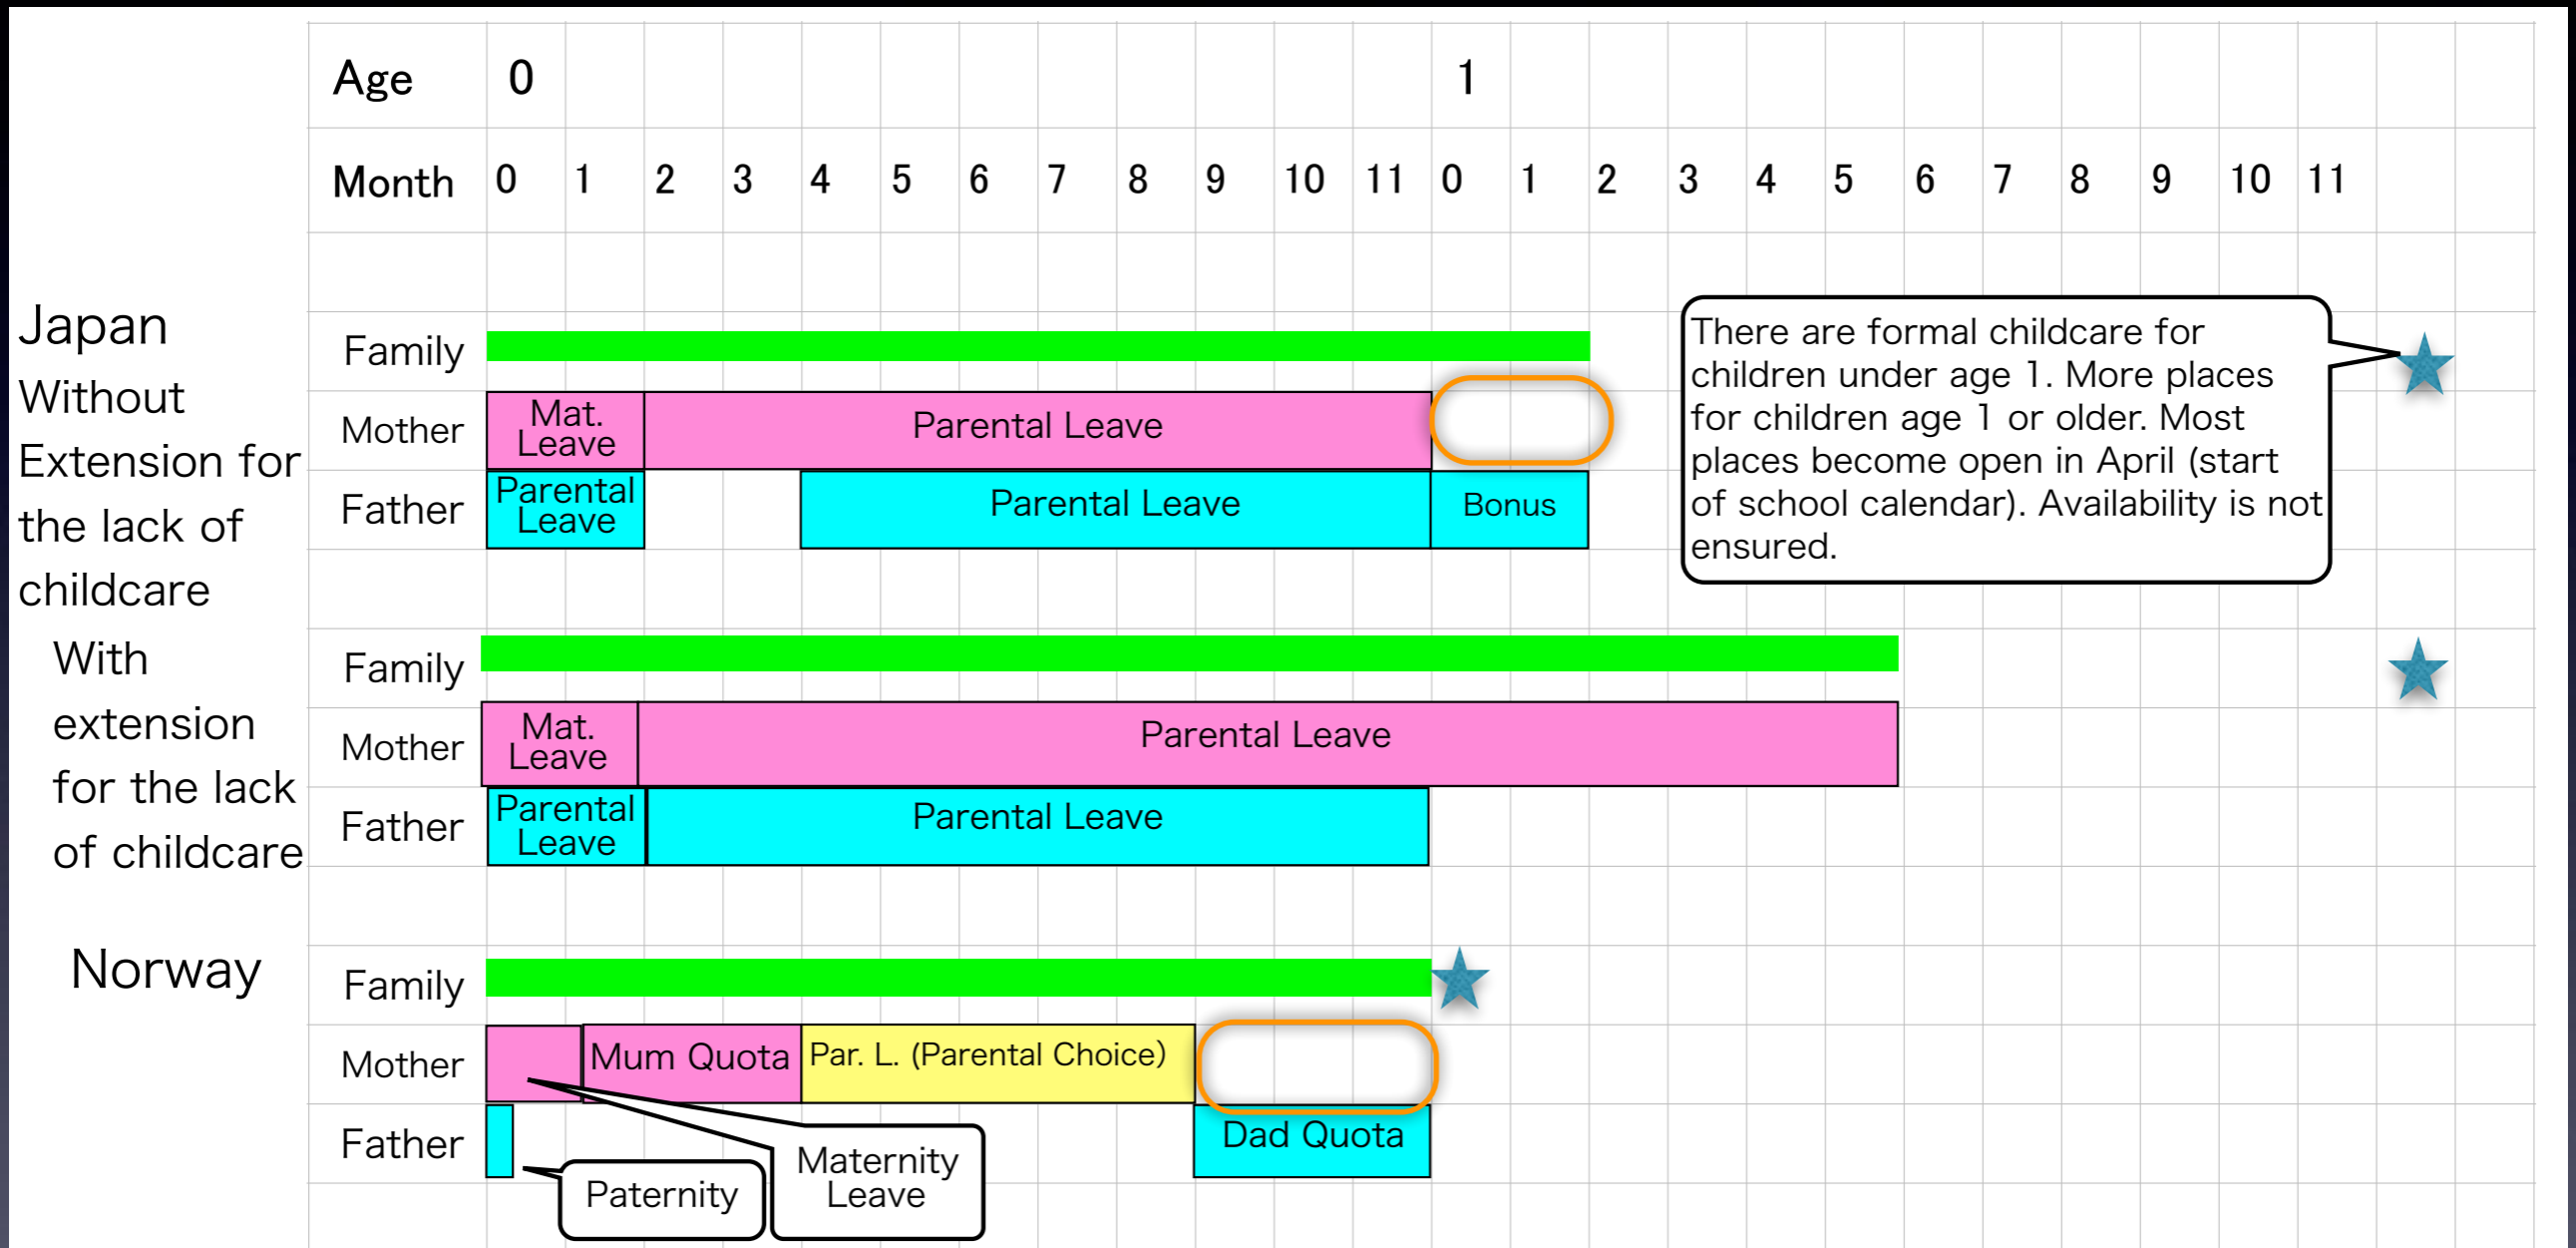 Age 0 1
Month 0 1 2 3 4 5 6 7 8 9 10 11 0 1 2 3 4 5 6 7 8 9 10 11
Japan
Without
Extension for
the lack of
childcare
Family
Mother
Mat.
Leave
Parental Leave
Father
Parental
Leave
Parental Leave
Bonus
There are formal childcare for
children under age 1. More places
for children age 1 or older. Most
places become open in April (start
of school calendar). Availability is not
ensured.
With
extension
for the lack
of childcare
Family
Mother
Mat.
Leave
Parental Leave
Father
Parental
Leave
Parental Leave
Norway
Family
Mother
Mum Quota
Par. L. (Parental Choice)
Father
Dad Quota
Paternity
Maternity
Leave